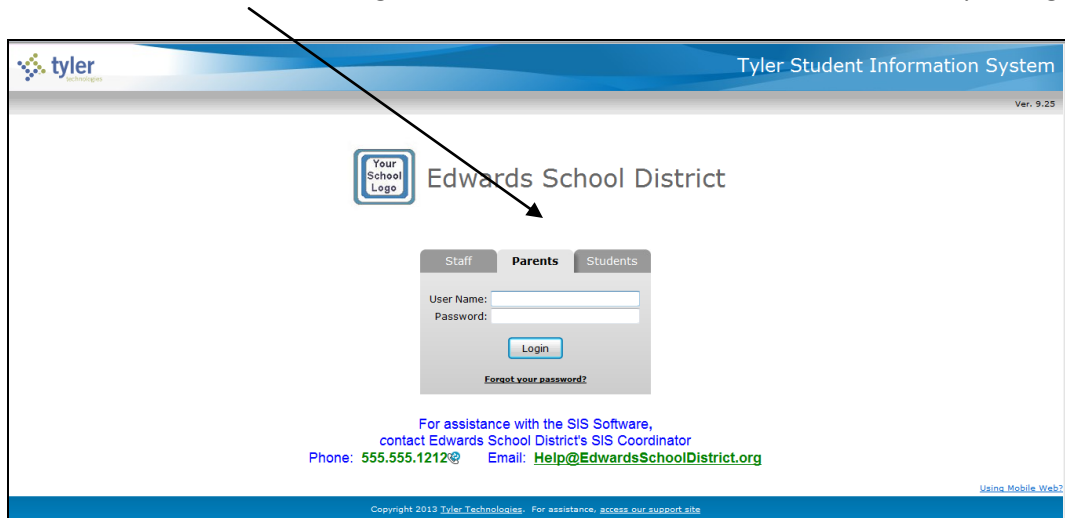 tyler
technologies
Tyler Student Information System
Ver. 9.25
Your
School
Logo
Edwards School District
Staff Parents Students
User Name:
Password:
Login
Forgot your password?
For assistance with the SIS Software,
contact Edwards School District's SIS Coordinator
Phone: 555.555.1212 Email: Help@EdwardsSchoolDistrict.org
Using Mobile Web?
Copyright 2013 Tyler Technologies. For assistance, access our support site